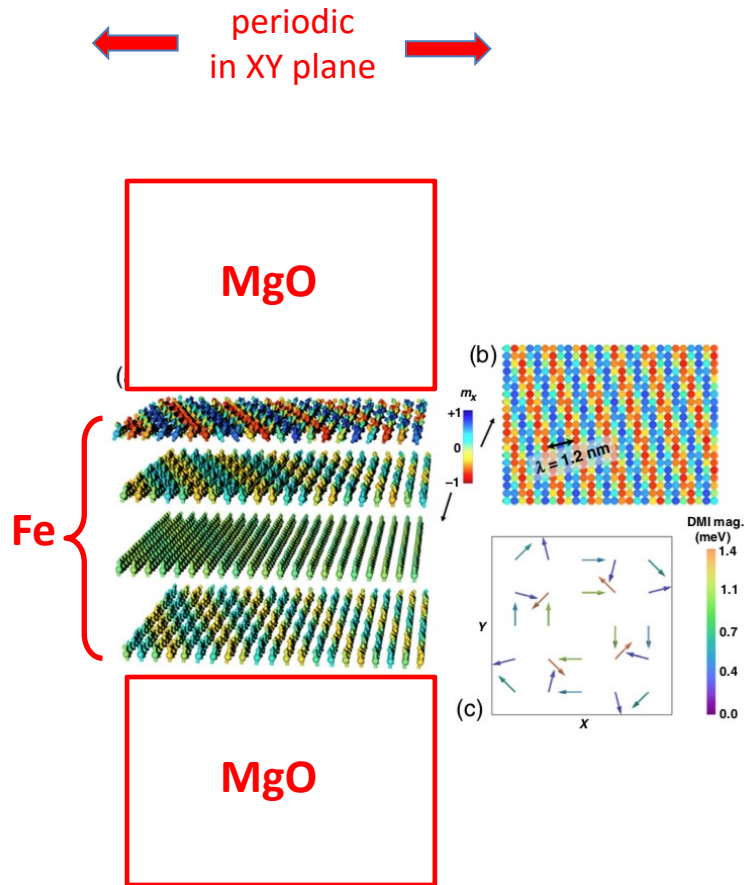 periodic
in XY plane
MgO
(a
m_x
+1
0
−1
(b)
λ = 1.2 nm
Fe
DMI mag.
(meV)
1.4
1.1
0.7
0.4
0.0
Y
X
(c)
MgO